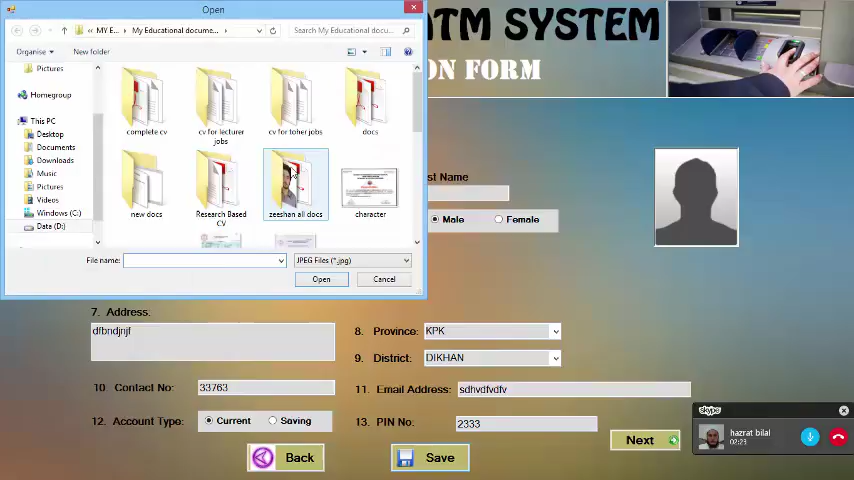 Open
ATM SYSTEM
ON FORM
MY E...
My Educational docume...
Search My Educational docum...
Organise
New folder
Pictures
Homegroup
This PC
Desktop
Documents
Downloads
Music
Pictures
Videos
Windows (C:)
Data (D:)
complete cv
cv for lecturer
jobs
cv for toher jobs
docs
new docs
Research Based
CV
zeeshan all docs
character
File name:
JPEG Files (*.jpg)
Open
Cancel
st Name
Male
Female
7. Address:
dfbndjnjf
8. Province:
KPK
9. District:
DIKHAN
10 Contact No:
33763
11. Email Address:
sdhvdfvdfv
12. Account Type:
Current
Saving
13. PIN No:
2333
Next
Back
Save
skype
hazrat bilal
02:23